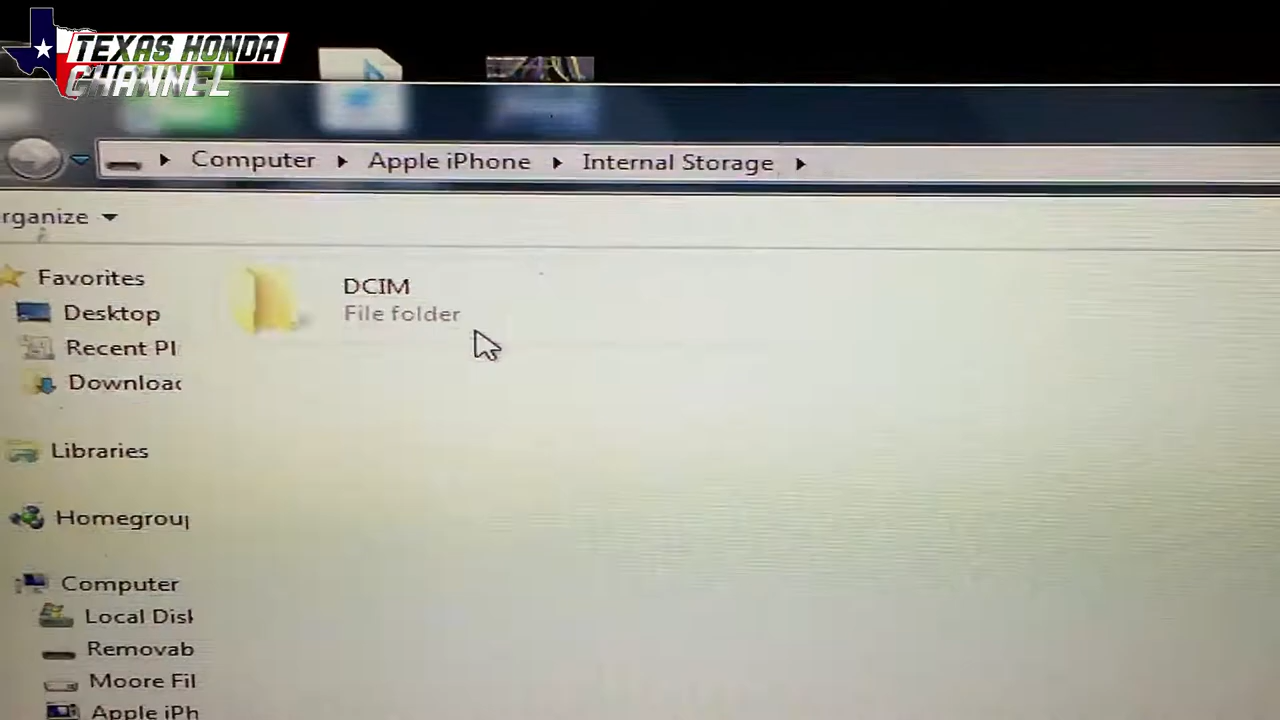 TEXAS HONDA
CHANNEL
Computer Apple iPhone Internal Storage
rganize
Favorites
Desktop
Recent Pl
Downloac
Libraries
Homegrou
Computer
Local Disk
Removab
Moore Fil
Apple iPh
DCIM
File folder